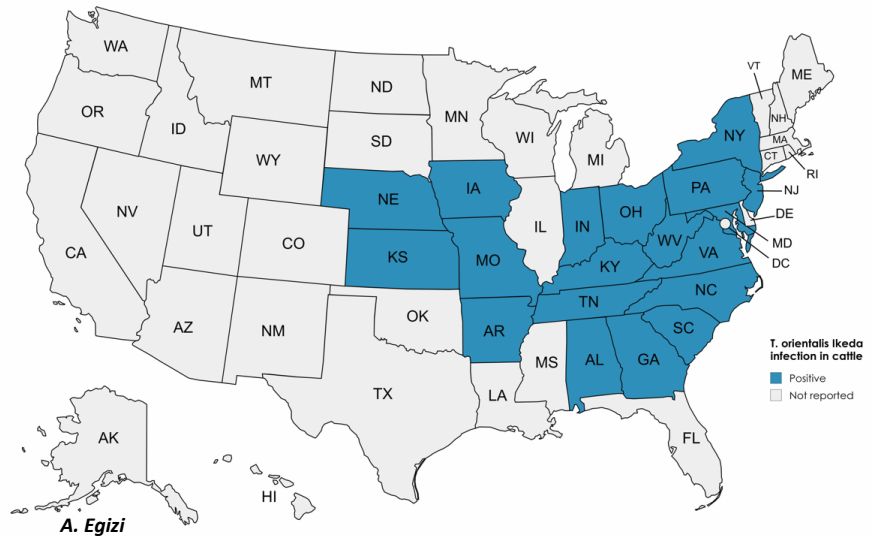 WA
MT
ND
MN
VT
ME
OR
ID
SD
WI
MI
NY
NH
MA
CT
RI
WY
NE
IA
PA
NJ
NV
UT
CO
IL
IN
OH
DE
MD
DC
CA
KS
MO
WV
VA
KY
AZ
NM
OK
AR
TN
NC
SC
MS
AL
GA
TX
LA
FL
AK
HI
T. orientalis Ikeda
infection in cattle
Positive
Not reported
A. Egizi